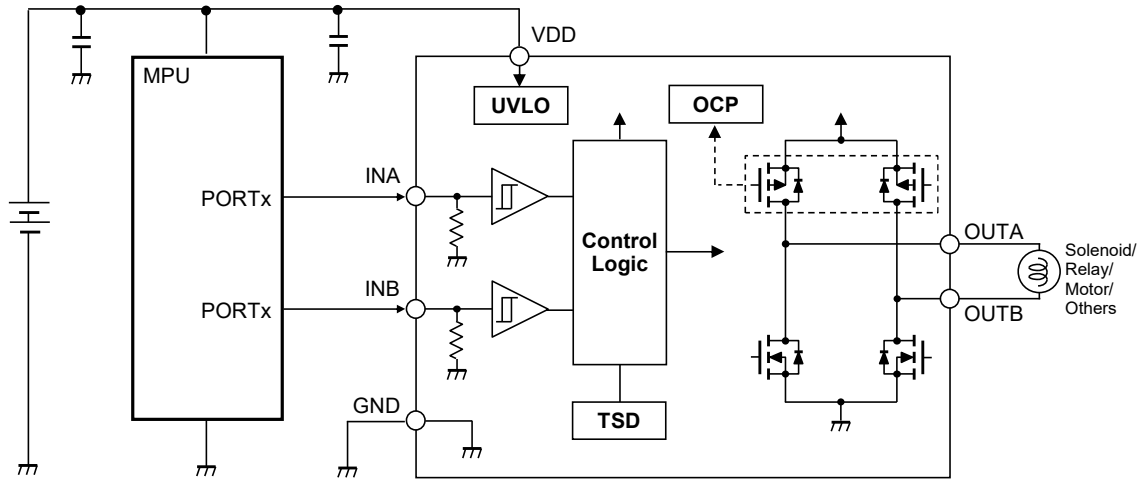 VDD
MPU
UVLO
OCP
INA
PORTx
Control
Logic
OUTA
Solenoid/
Relay/
Motor/
Others
INB
PORTx
OUTB
GND
TSD